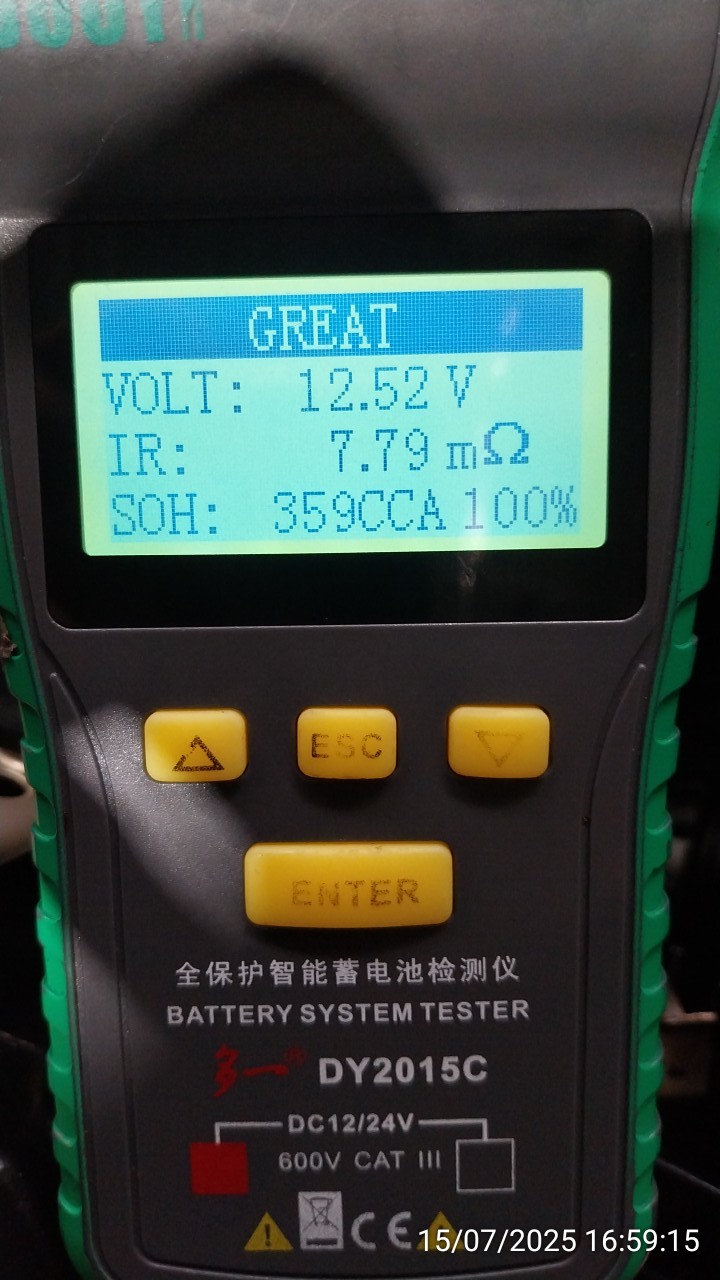 GREAT
VOLT: 12.52 V
IR: 7.79 mΩ
SOH: 359CCA 100%
ESC
ENTER
全保护智能蓄电池检测仪
BATTERY SYSTEM TESTER
多一® DY2015C
DC12/24V
600V CAT III
CE
15/07/2025 16:59:15